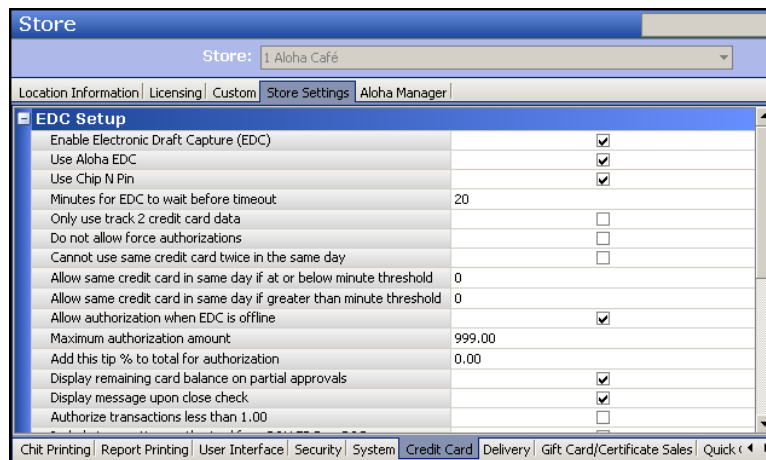 Store
Store: 1 Aloha Café
Location Information Licensing Custom Store Settings Aloha Manager
EDC Setup
Enable Electronic Draft Capture (EDC)
Use Aloha EDC
Use Chip N Pin
Minutes for EDC to wait before timeout 20
Only use track 2 credit card data
Do not allow force authorizations
Cannot use same credit card twice in the same day
Allow same credit card in same day if at or below minute threshold 0
Allow same credit card in same day if greater than minute threshold 0
Allow authorization when EDC is offline
Maximum authorization amount 999.00
Add this tip % to total for authorization 0.00
Display remaining card balance on partial approvals
Display message upon close check
Authorize transactions less than 1.00
Chit Printing Report Printing User Interface Security System Credit Card Delivery Gift Card/Certificate Sales Quick